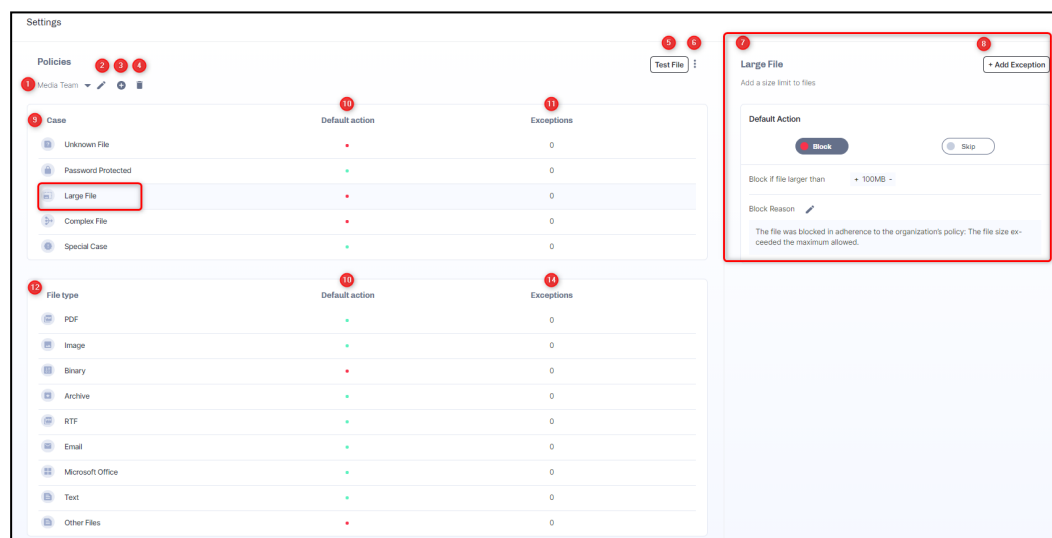 Settings
Policies
2 3 4
1 Media Team
5 6
Test File
10 11
9 Case Default action Exceptions
Unknown File 0
Password Protected 0
Large File 0
Complex File 0
Special Case 0
12 10 14
File type Default action Exceptions
PDF 0
Image 0
Binary 0
Archive 0
RTF 0
Email 0
Microsoft Office 0
Text 0
Other Files 0
7 8
Large File + Add Exception
Add a size limit to files
Default Action
Block Skip
Block if file larger than + 100MB -
Block Reason
The file was blocked in adherence to the organization's policy: The file size ex-
ceeded the maximum allowed.